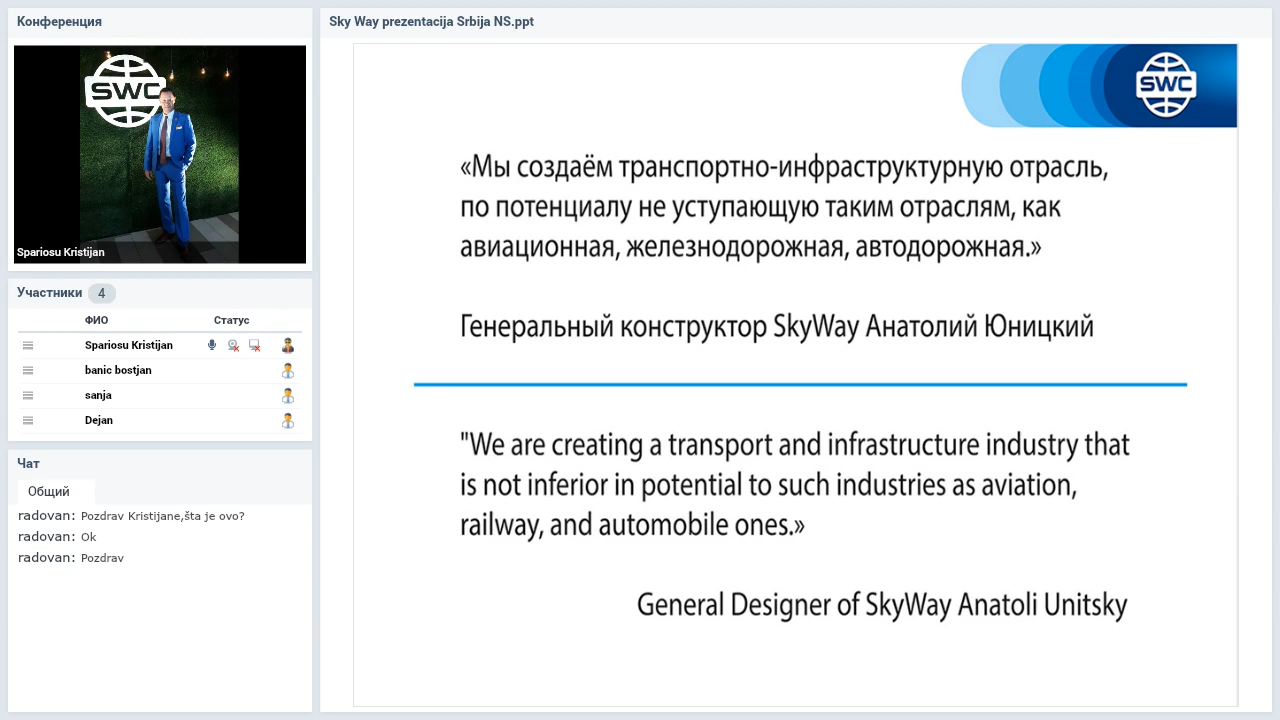 Конференция
SWC
Spariosu Kristijan
Участники 4
ФИО Статус
Spariosu Kristijan
banic bostjan
sanja
Dejan
Чат
Общий
radovan: Pozdrav Kristijane,šta je ovo?
radovan: Ok
radovan: Pozdrav
Sky Way prezentacija Srbija NS.ppt
SWC
«Мы создаём транспортно-инфраструктурную отрасль,
по потенциалу не уступающую таким отраслям, как
авиационная, железнодорожная, автодорожная.»
Генеральный конструктор SkyWay Анатолий Юницкий
"We are creating a transport and infrastructure industry that
is not inferior in potential to such industries as aviation,
railway, and automobile ones.»
General Designer of SkyWay Anatoli Unitsky